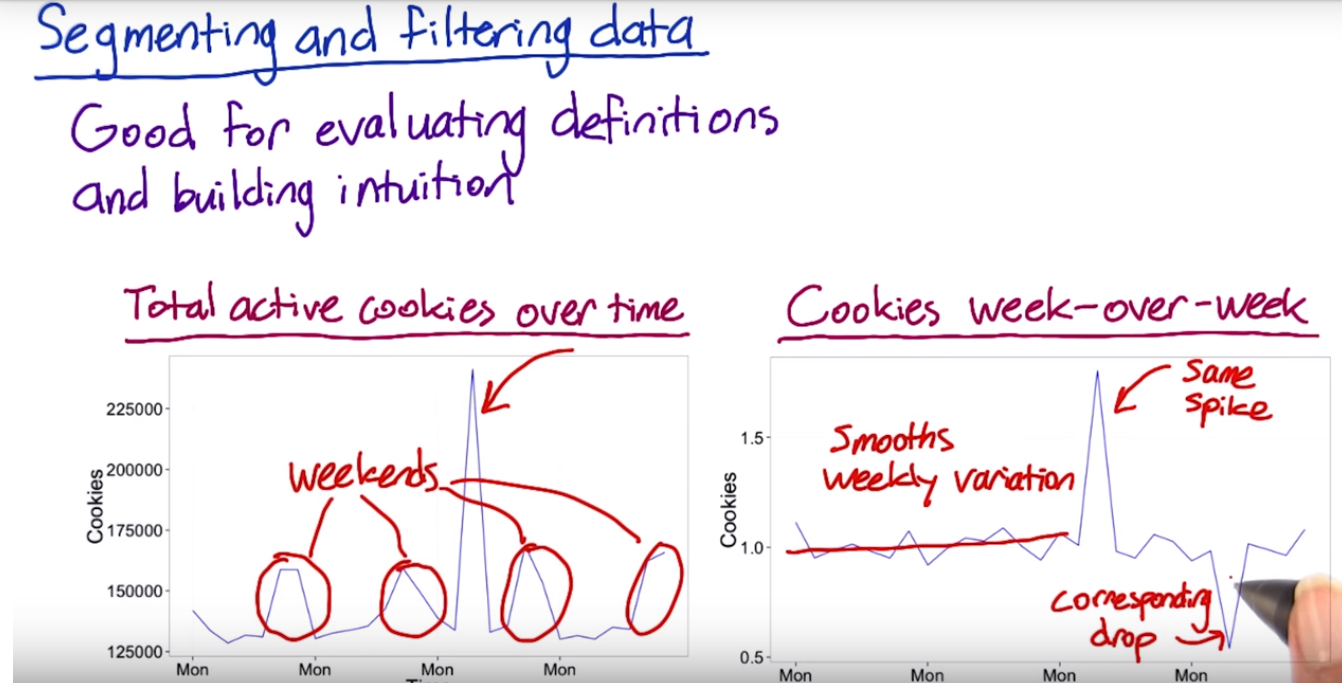 Segmenting and filtering data
Good for evaluating definitions
and building intuition
Total active cookies over time
Cookies week-over-week
225000
200000
175000
150000
125000
Cookies
weekends
Mon
Mon
Mon
Mon
Same
spike
Smooths
weekly variation
1.5
1.0
0.5
Cookies
corresponding
drop
Mon
Mon
Mon
Mon